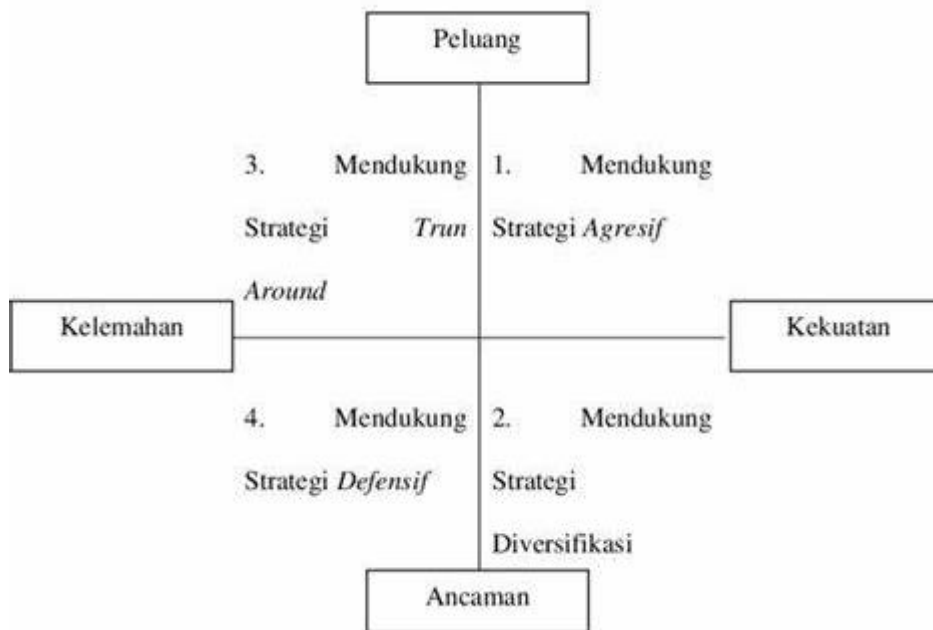 Peluang
3. Mendukung
Strategi Trun
Around
1. Mendukung
Strategi Agresif
Kelemahan
Kekuatan
4. Mendukung
Strategi Defensif
2. Mendukung
Strategi
Diversifikasi
Ancaman